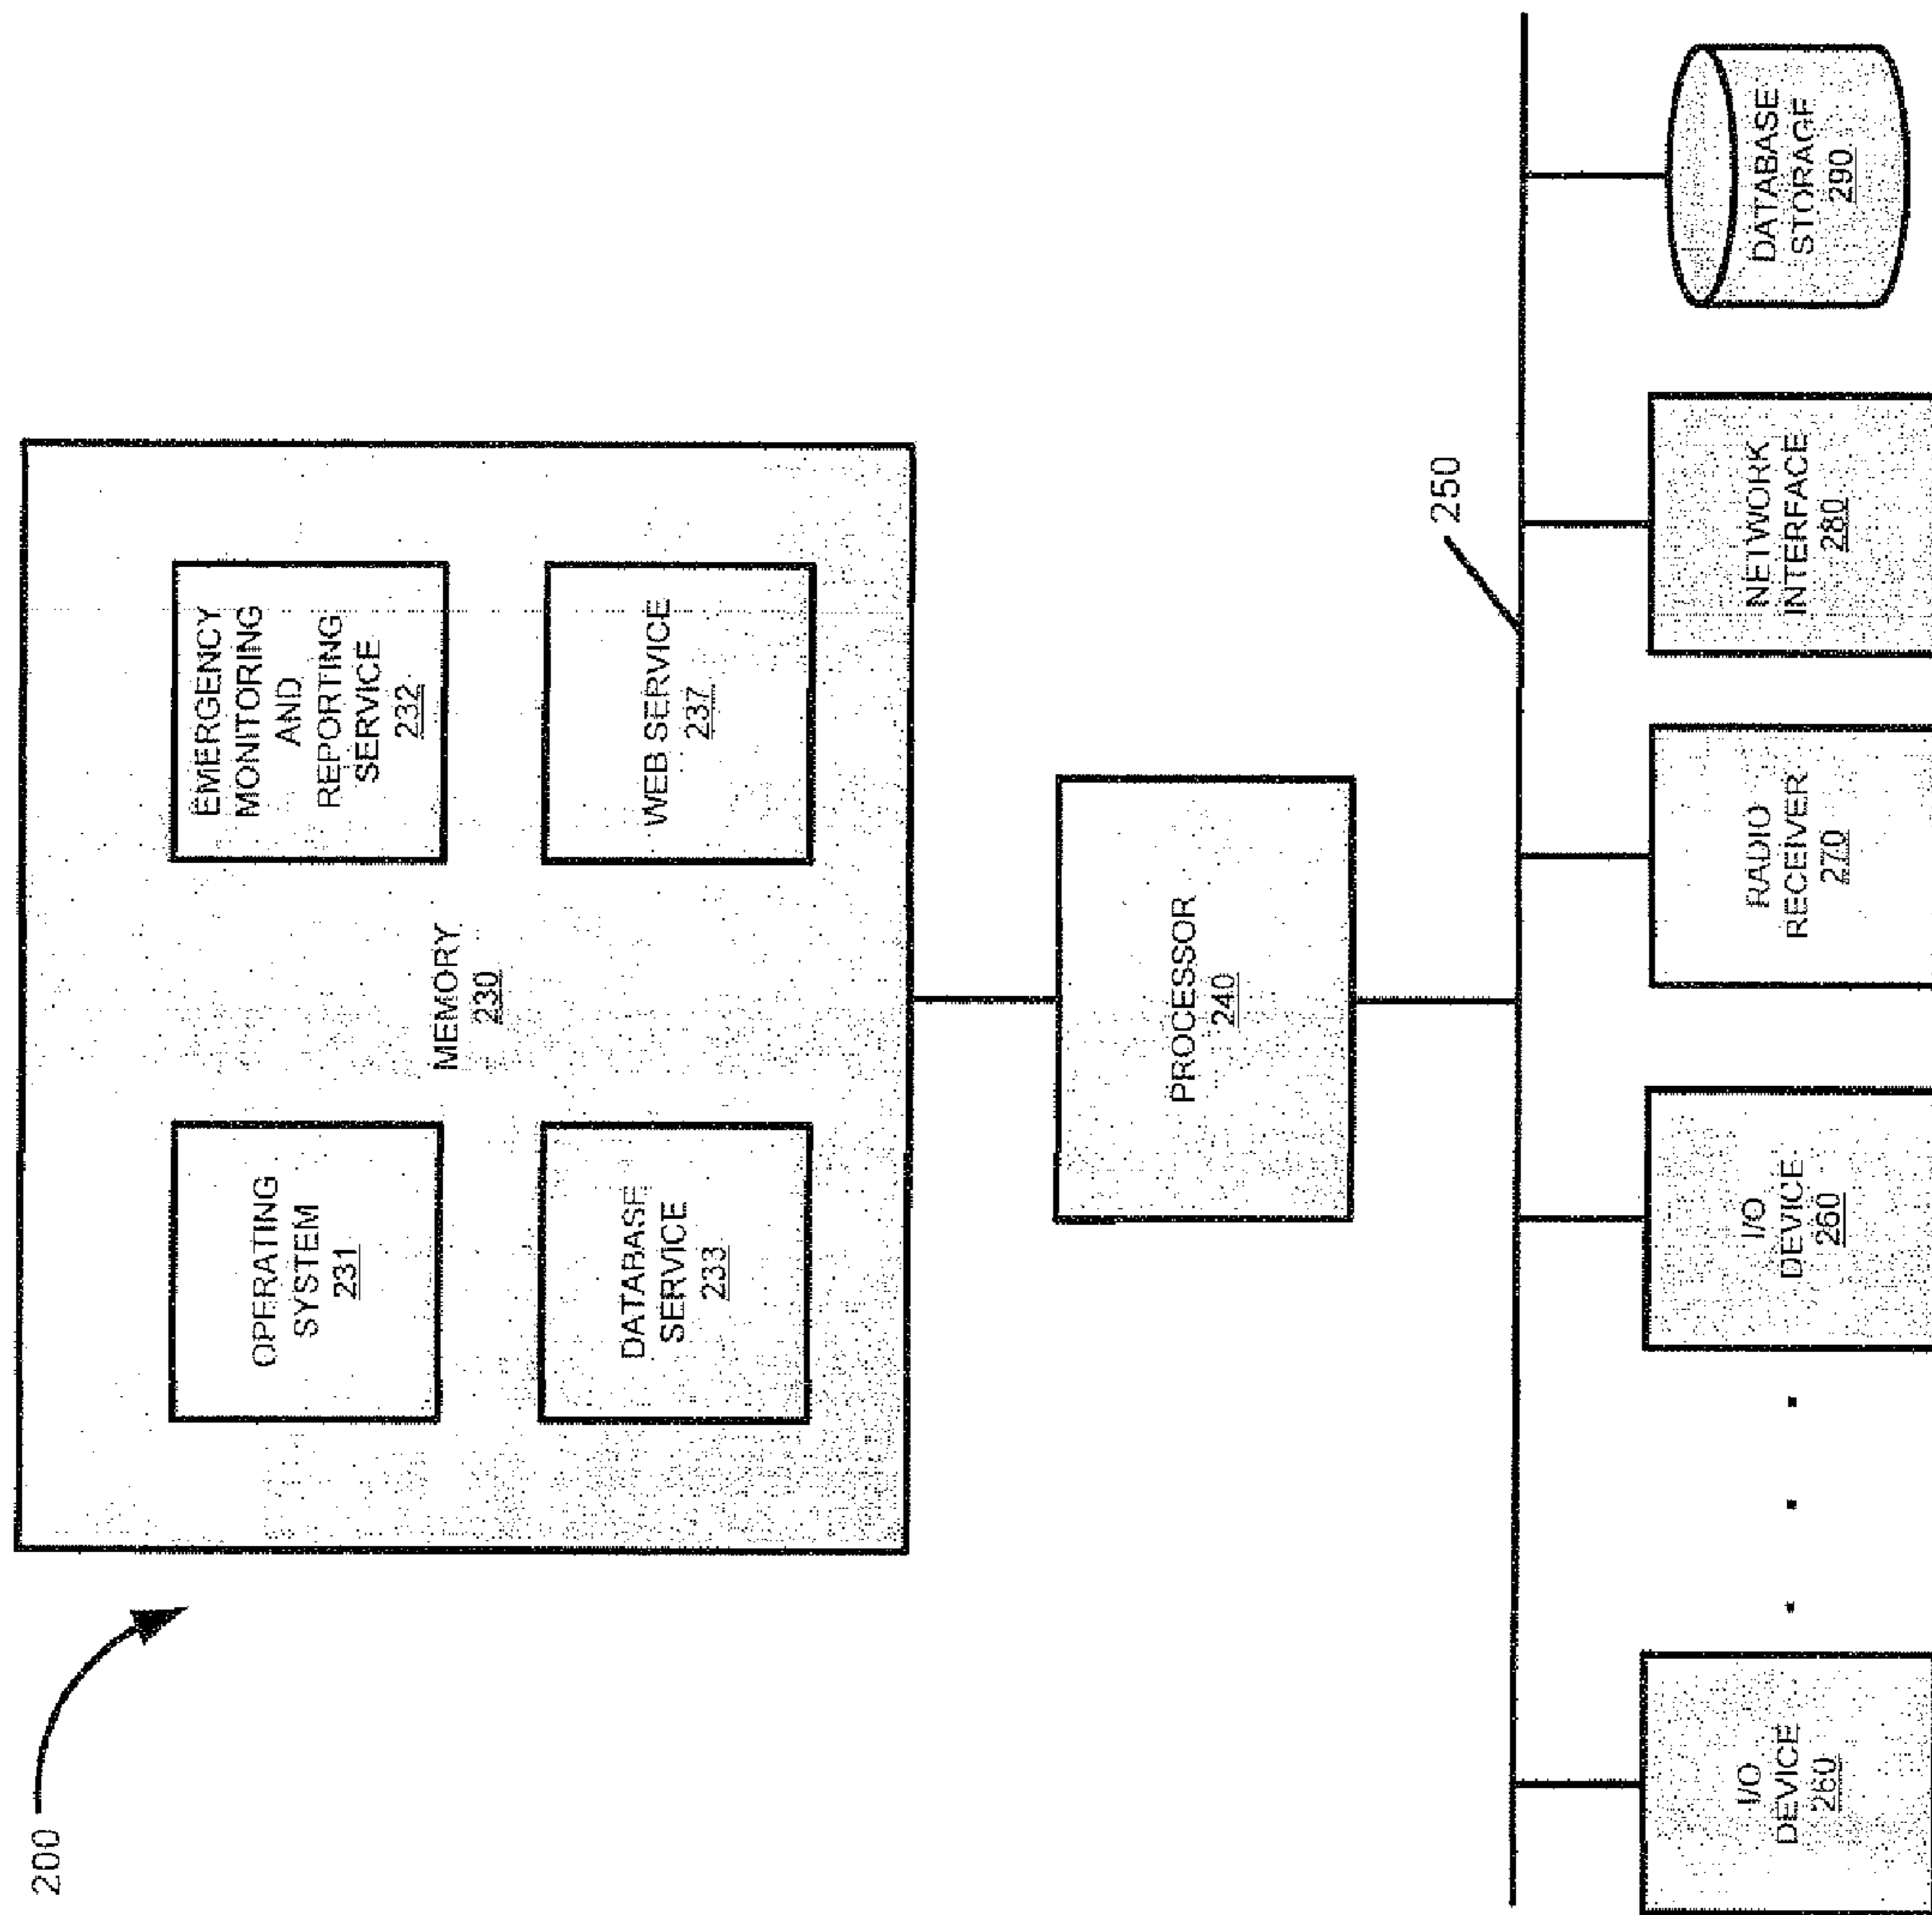 200
OPERATING
SYSTEM
231
EMERGENCY
MONITORING
AND
REPORTING
SERVICE
232
MEMORY
230
DATABASE
SERVICE
233
WEB SERVICE
237
PROCESSOR
240
250
I/O
DEVICE
260
I/O
DEVICE
260
RADIO
RECEIVER
270
NETWORK
INTERFACE
280
DATABASE
STORAGE
290